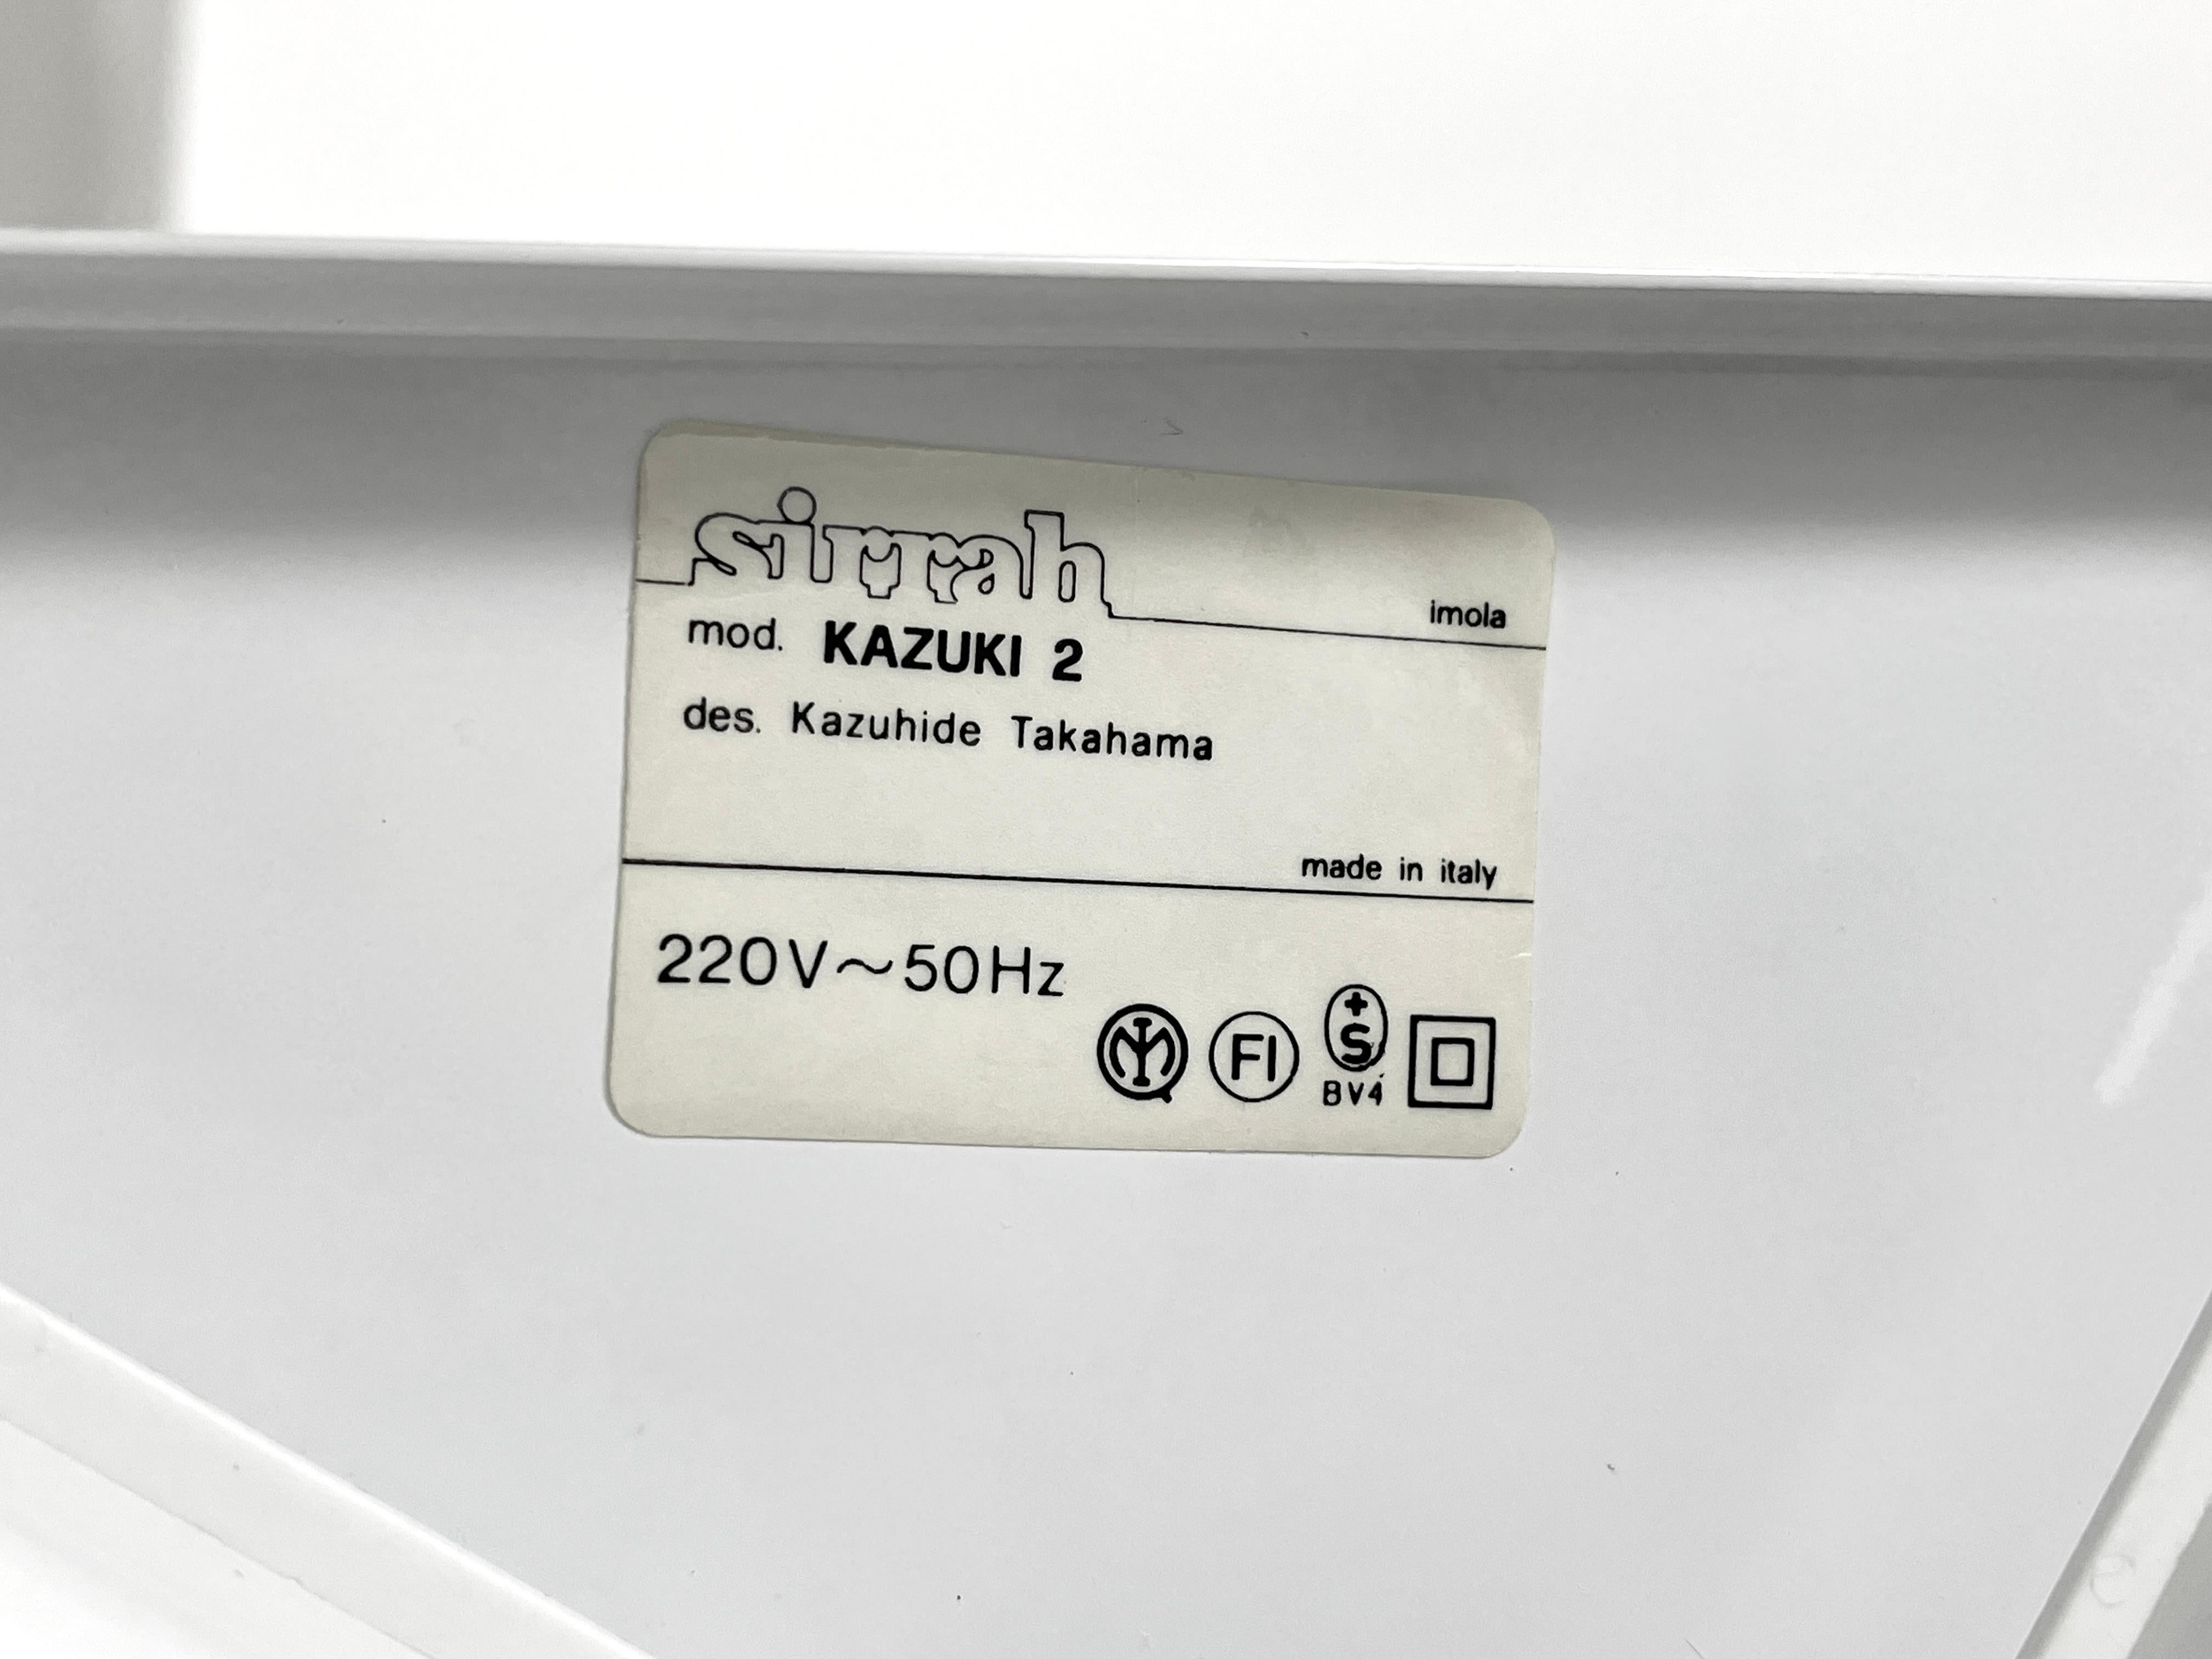 sirrah
imola
mod. KAZUKI 2
des. Kazuhide Takahama
made in italy
220V~50Hz
FI
+S
BV4